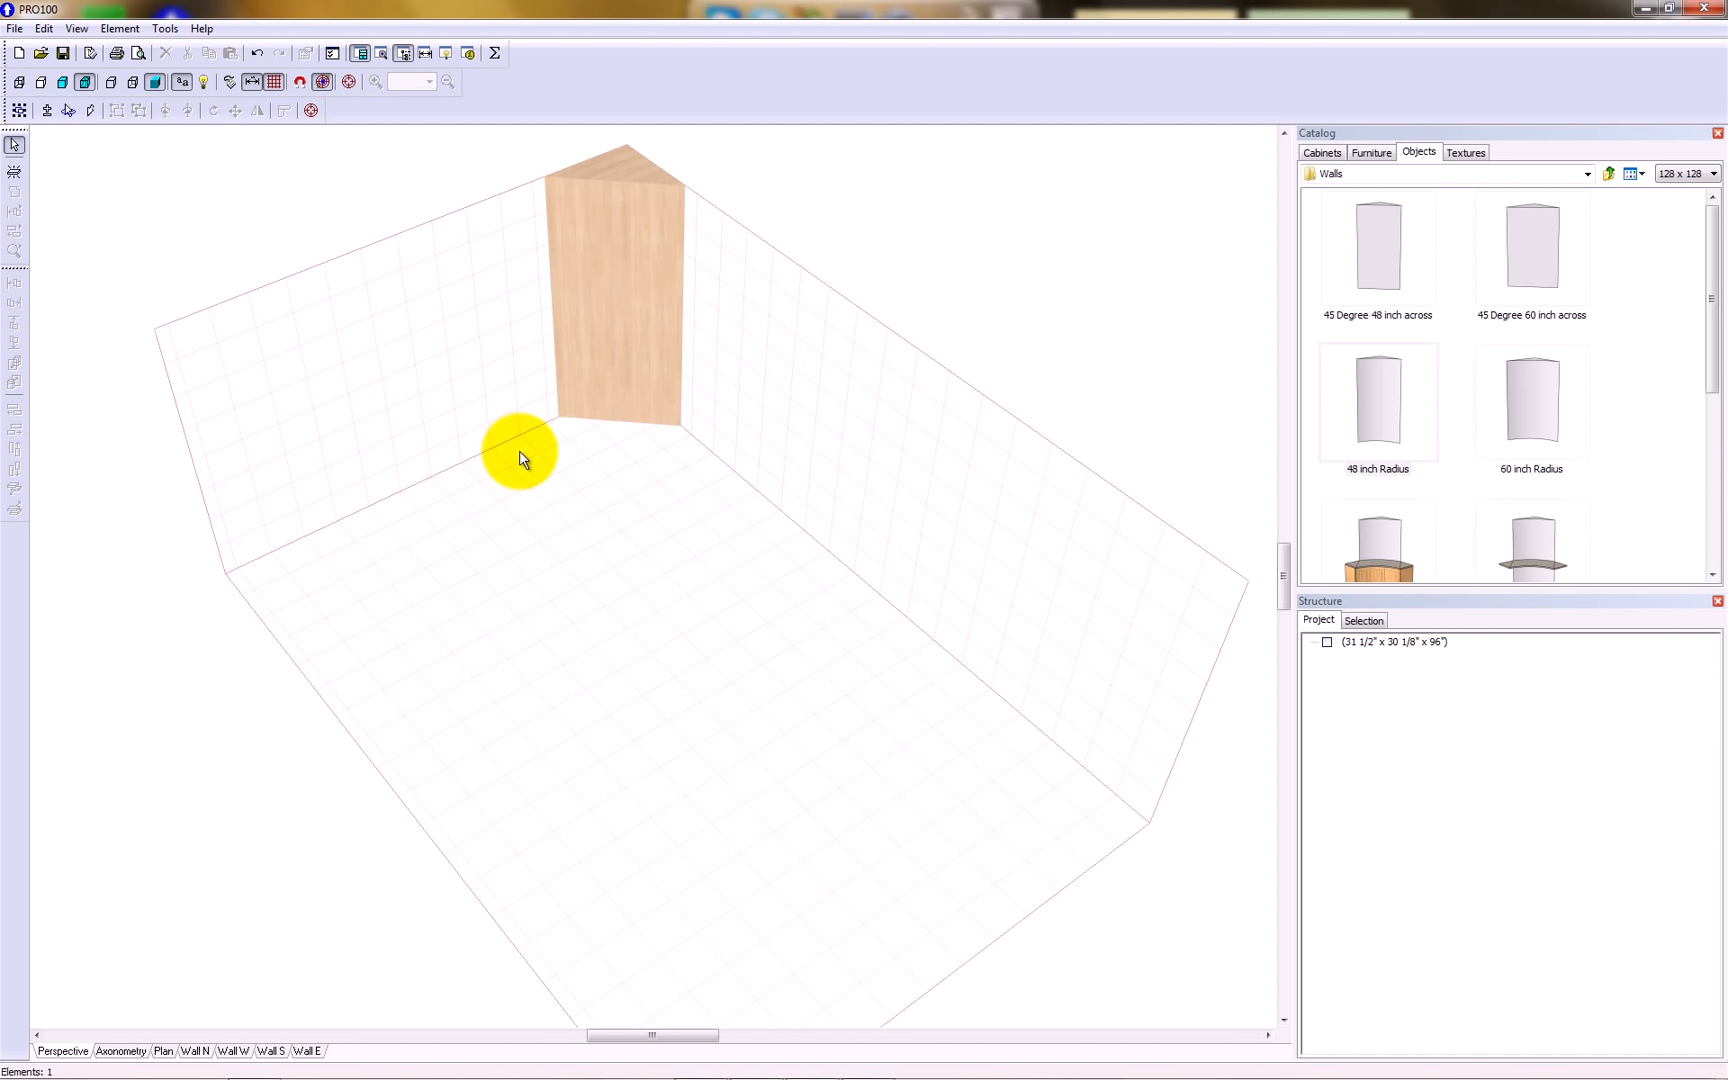 PRO100
File Edit View Element Tools Help
Catalog
Cabinets Furniture Objects Textures
Walls 128 x 128
45 Degree 48 inch across 45 Degree 60 inch across
48 inch Radius 60 inch Radius
Structure
Project Selection
(31 1/2" x 30 1/8" x 96")
Perspective Axonometry Plan Wall N Wall W Wall S Wall E
Elements: 1